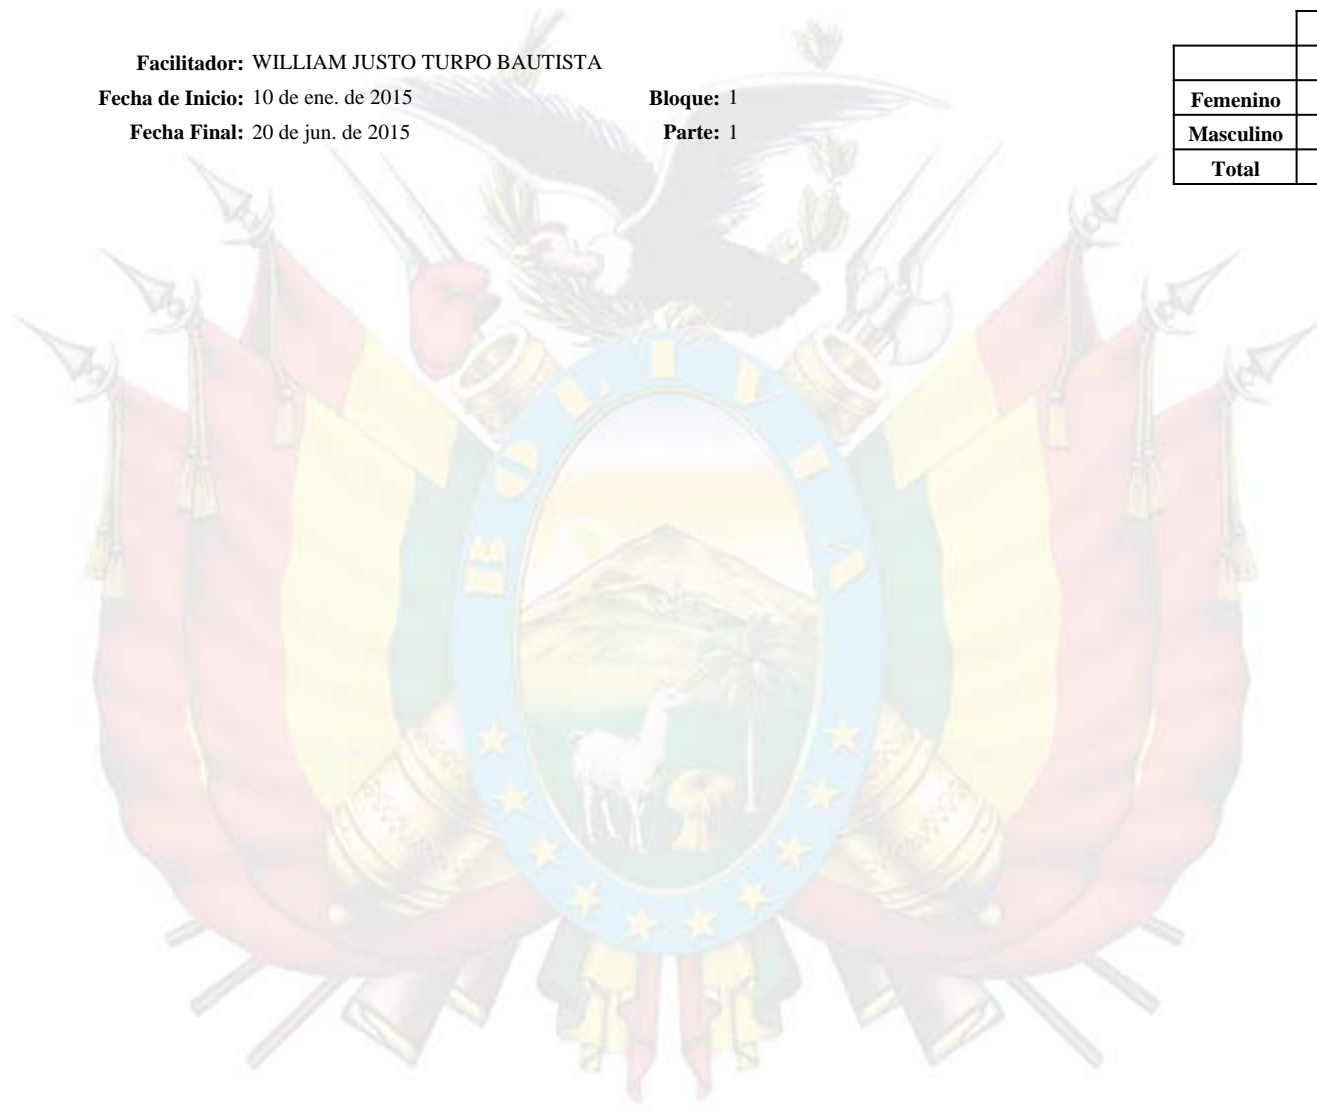 Facilitador: WILLIAM JUSTO TURPO BAUTISTA
Fecha de Inicio: 10 de ene. de 2015 Bloque: 1
Fecha Final: 20 de jun. de 2015 Parte: 1
Femenino
Masculino
Total
BOLIVIA